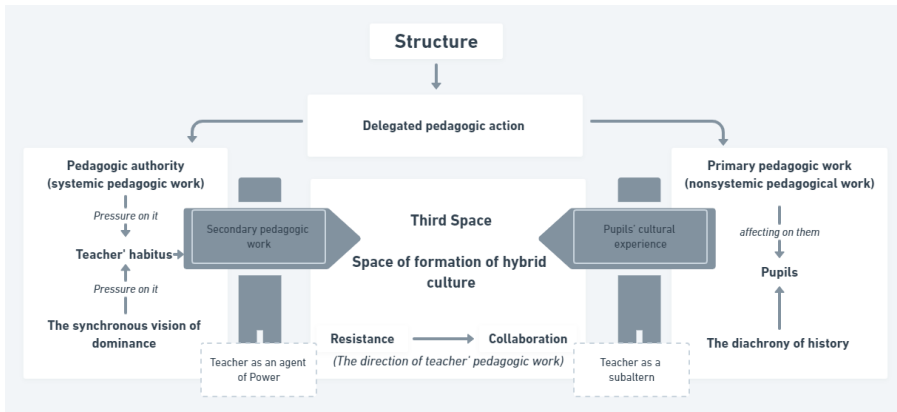 Structure
Delegated pedagogic action
Pedagogic authority
(systemic pedagogic work)
Pressure on it
Teacher' habitus
Pressure on it
The synchronous vision of
dominance
Secondary pedagogic
work
Teacher as an agent
of Power
Third Space
Space of formation of hybrid
culture
Resistance
Collaboration
(The direction of teacher' pedagogic work)
Pupils' cultural
experience
Teacher as a
subaltern
Primary pedagogic work
(nonsystemic pedagogical work)
affecting on them
Pupils
The diachrony of history